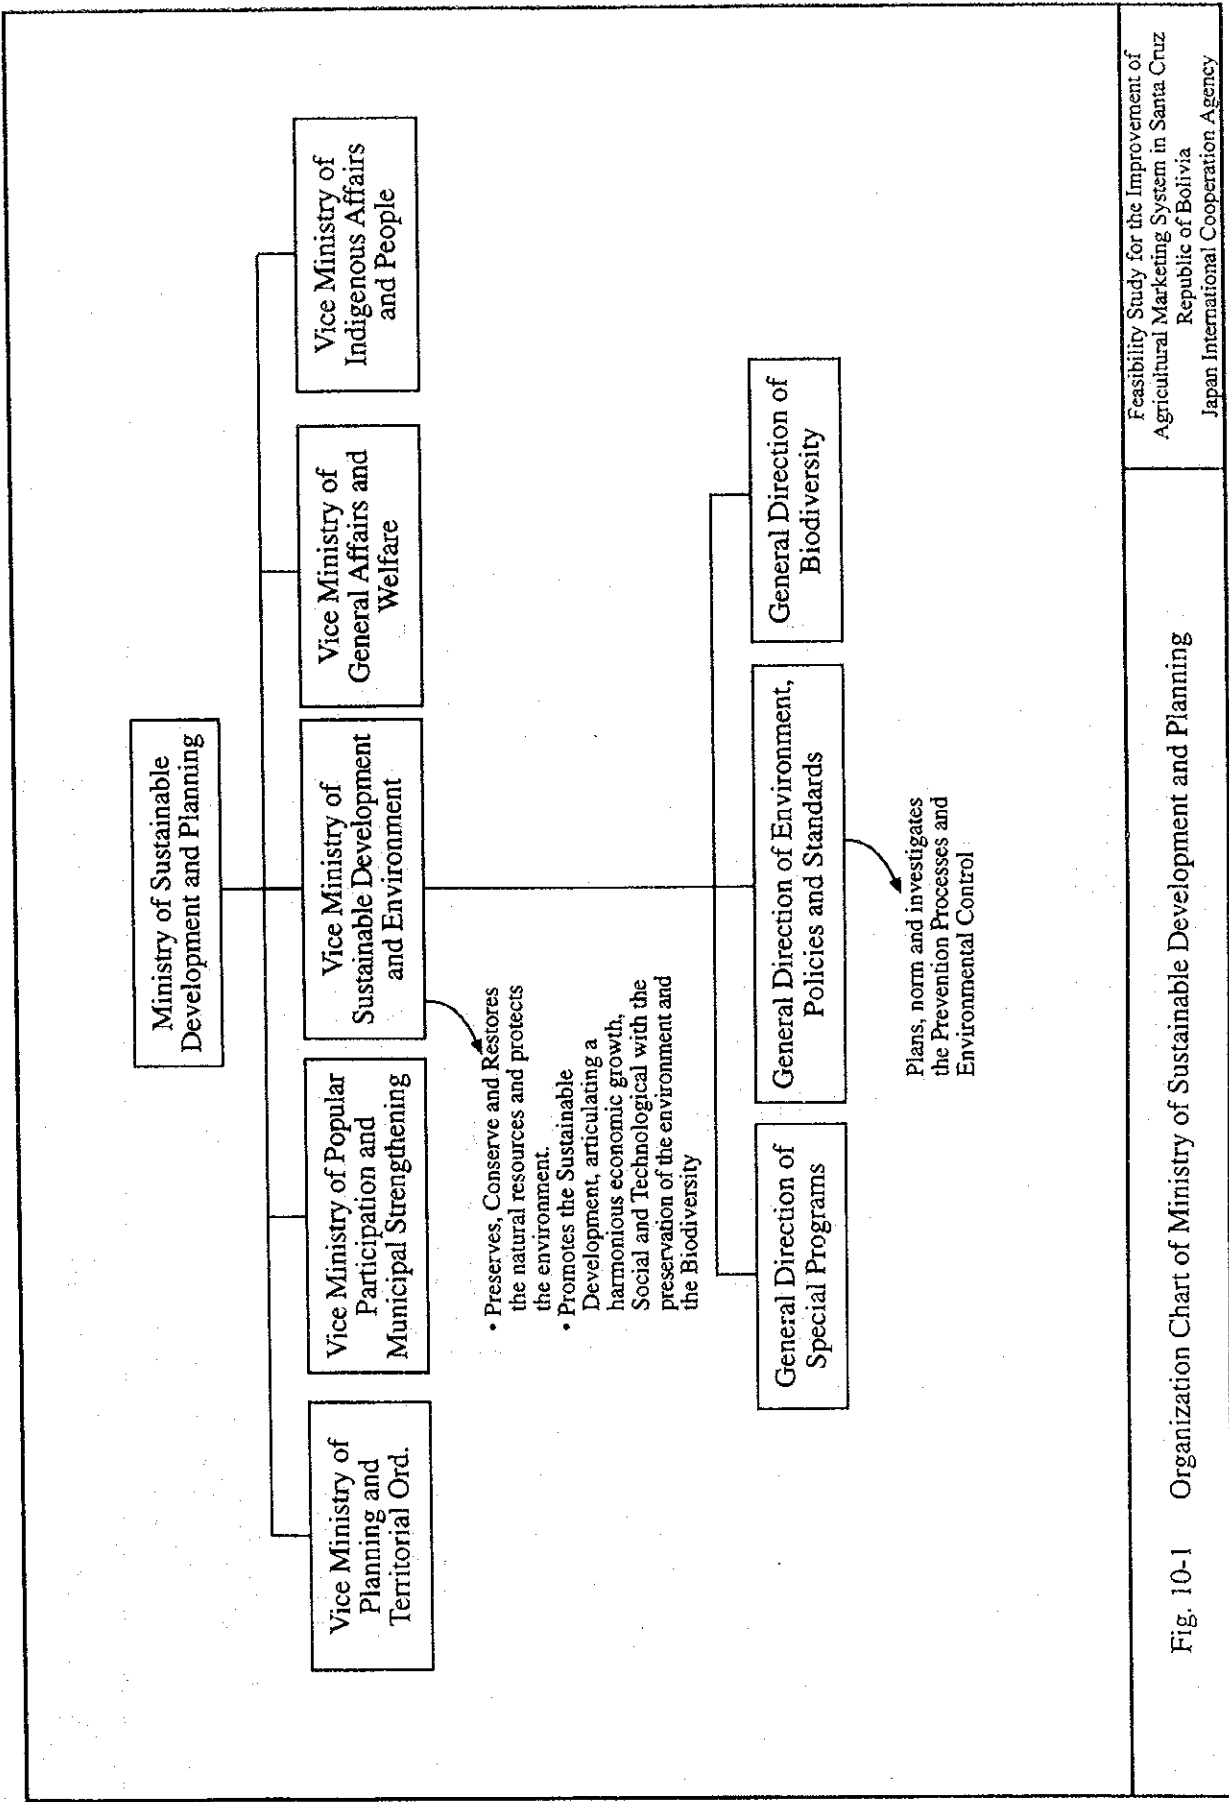 Ministry of Sustainable
Development and Planning
Vice Ministry of
Planning and
Territorial Ord.
Vice Ministry of Popular
Participation and
Municipal Strengthening
Vice Ministry of
Sustainable Development
and Environment
Vice Ministry of
General Affairs and
Welfare
Vice Ministry of
Indigenous Affairs
and People
• Preserves, Conserve and Restores
the natural resources and protects
the environment.
• Promotes the Sustainable
Development, articulating a
harmonious economic growth,
Social and Technological with the
preservation of the environment and
the Biodiversity
General Direction of
Special Programs
General Direction of Environment,
Policies and Standards
General Direction of
Biodiversity
Plans, norm and investigates
the Prevention Processes and
Environmental Control
Fig. 10-1 Organization Chart of Ministry of Sustainable Development and Planning
Feasibility Study for the Improvement of
Agricultural Marketing System in Santa Cruz
Republic of Bolivia
Japan International Cooperation Agency